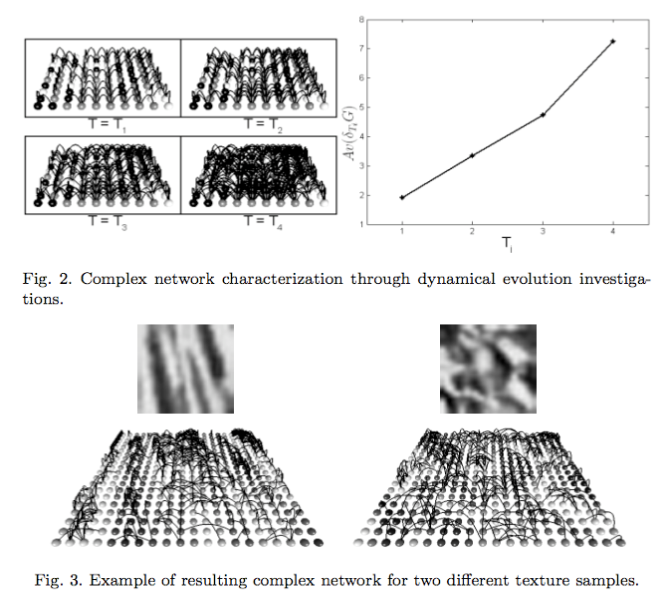 T = T1
T = T2
T = T3
T = T4
8
7
6
5
4
3
2
1
Av(δTiG)
1
2
3
4
Ti
Fig. 2. Complex network characterization through dynamical evolution investiga-
tions.
Fig. 3. Example of resulting complex network for two different texture samples.